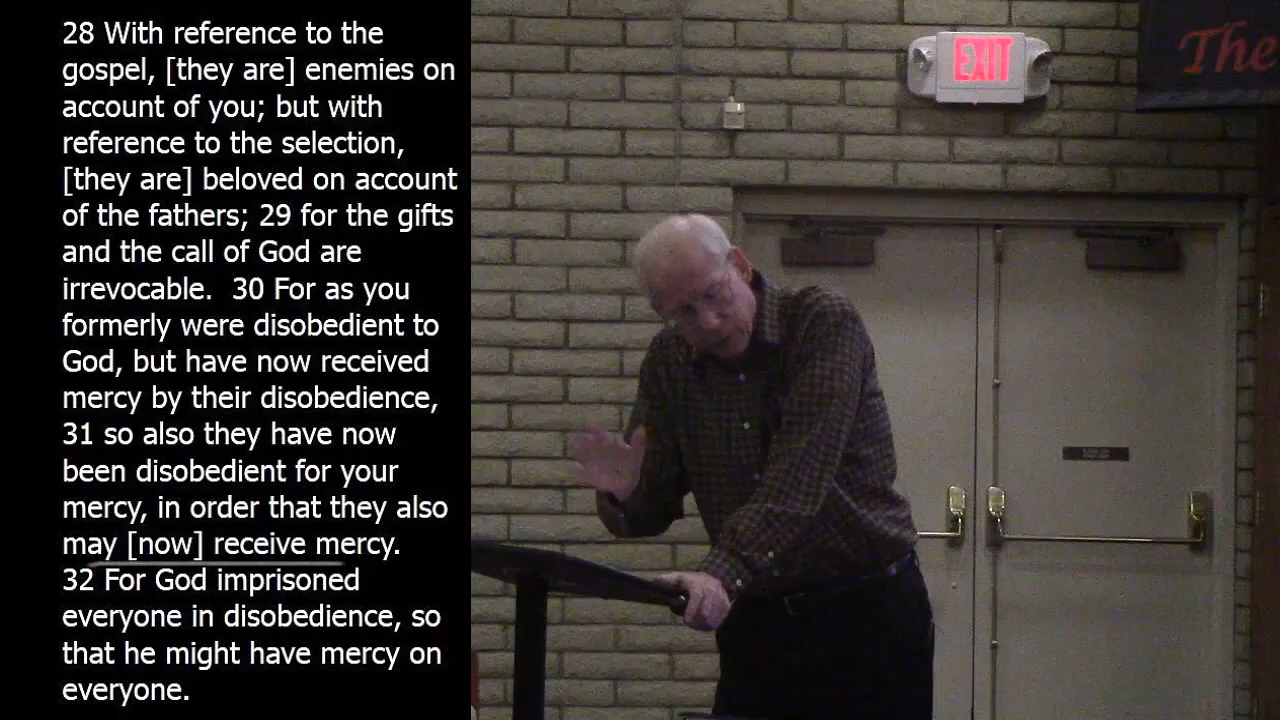 28 With reference to the
gospel, [they are] enemies on
account of you; but with
reference to the selection,
[they are] beloved on account
of the fathers; 29 for the gifts
and the call of God are
irrevocable.  30 For as you
formerly were disobedient to
God, but have now received
mercy by their disobedience,
31 so also they have now
been disobedient for your
mercy, in order that they also
may [now] receive mercy.
32 For God imprisoned
everyone in disobedience, so
that he might have mercy on
everyone.
EXIT
The